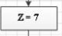 Z = 7